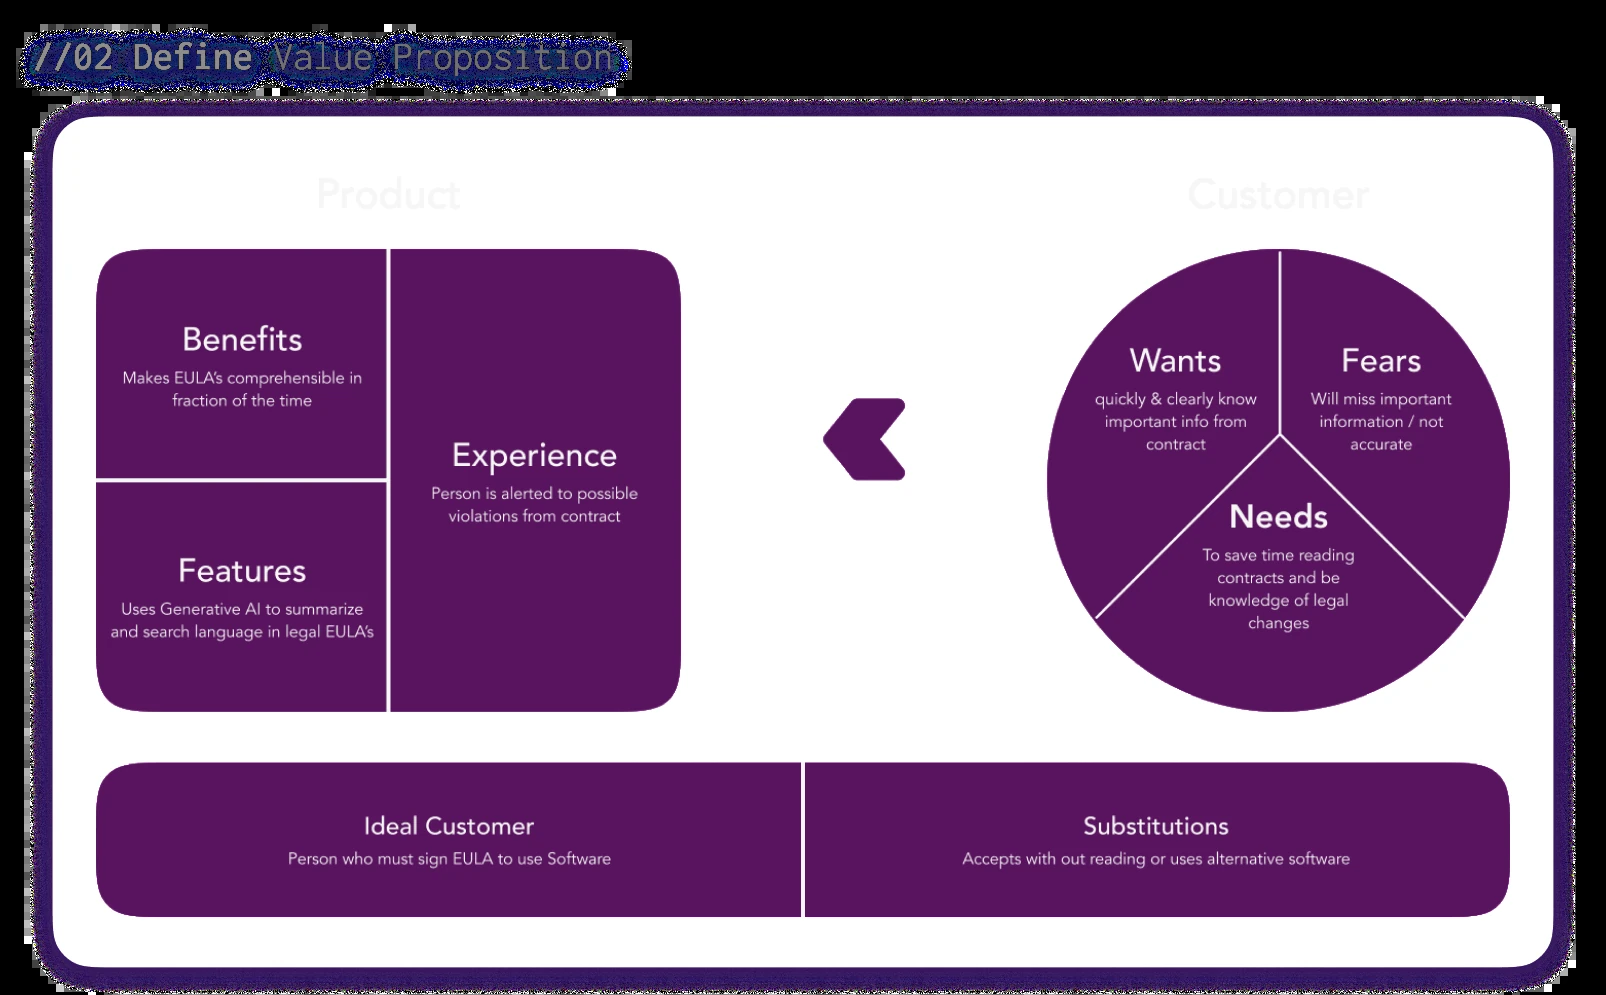 //02 Define Value Proposition
Product
Customer
Benefits
Makes EULA's comprehensible in
fraction of the time
Features
Uses Generative AI to summarize
and search language in legal EULA's
Experience
Person is alerted to possible
violations from contract
Wants
quickly & clearly know
important info from
contract
Fears
Will miss important
information / not
accurate
Needs
To save time reading
contracts and be
knowledge of legal
changes
Ideal Customer
Person who must sign EULA to use Software
Substitutions
Accepts with out reading or uses alternative software